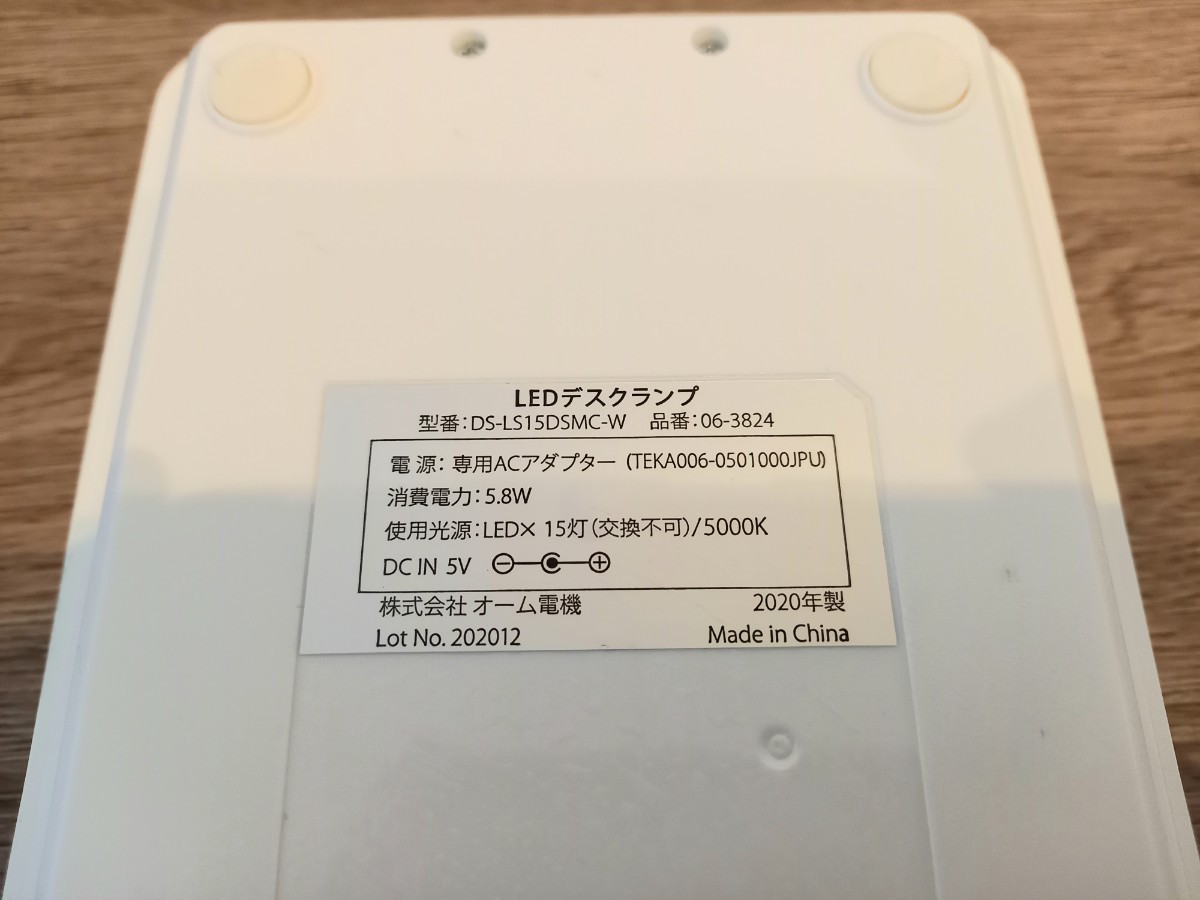 LEDデスクランプ
型番：DS-LS15DSMC-W 品番：06-3824
電 源：専用ACアダプター (TEKA006-0501000JPU)
消費電力：5.8W
使用光源：LED× 15灯（交換不可）/5000K
DC IN 5V
株式会社 オーム電機 2020年製
Lot No. 202012 Made in China